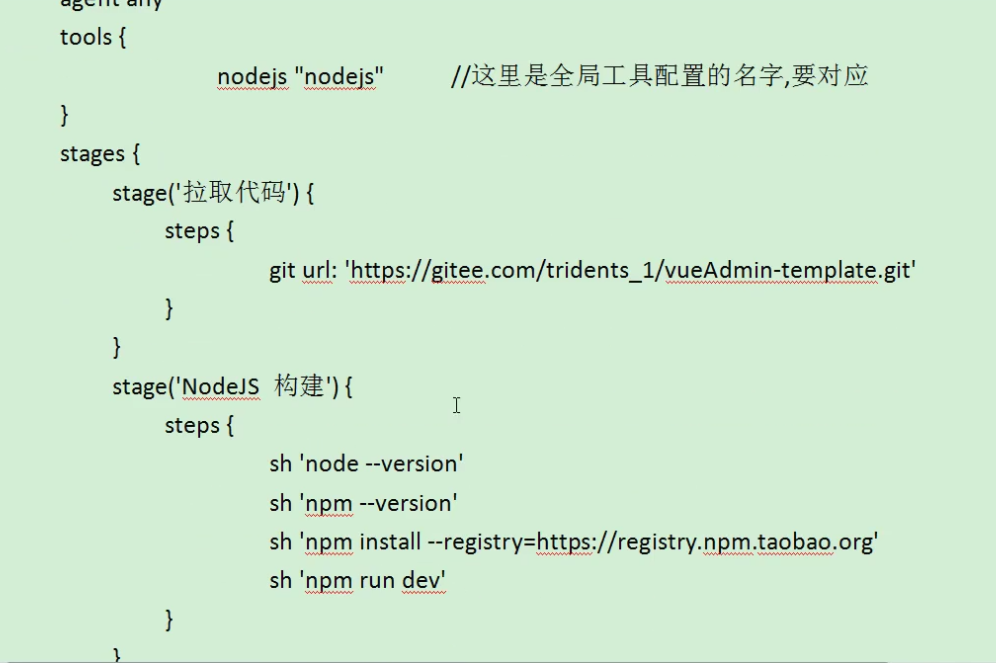 agent any
tools {
nodejs "nodejs" //这里是全局工具配置的名字,要对应
}
stages {
stage('拉取代码') {
steps {
git url: 'https://gitee.com/tridents_1/vueAdmin-template.git'
}
}
stage('NodeJS 构建') {
steps {
sh 'node --version'
sh 'npm --version'
sh 'npm install --registry=https://registry.npm.taobao.org'
sh 'npm run dev'
}
}